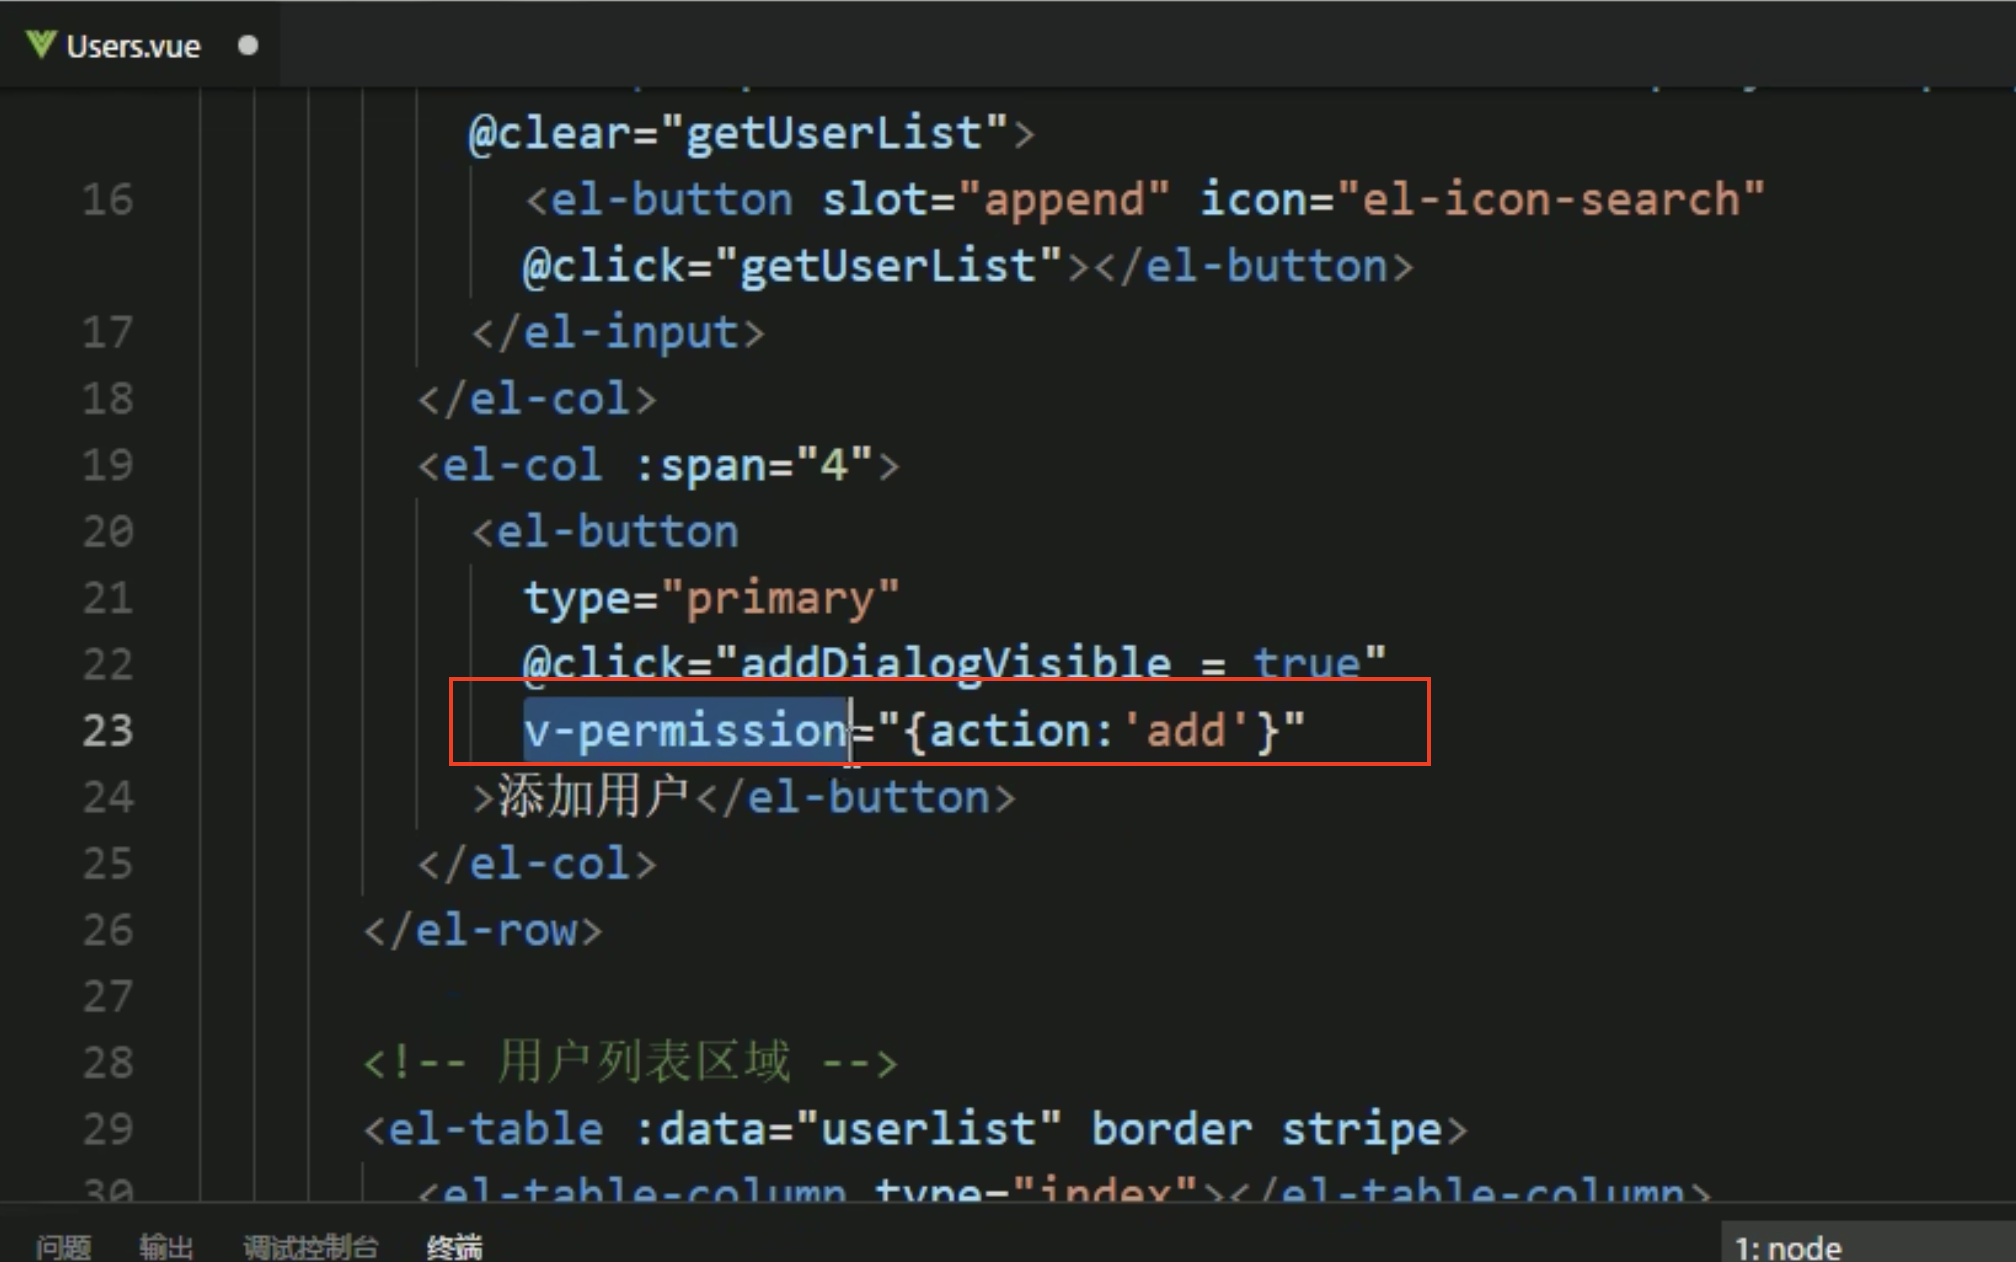 Users.vue
@clear="getUserList">
16 <el-button slot="append" icon="el-icon-search"
@click="getUserList"></el-button>
17 </el-input>
18 </el-col>
19 <el-col :span="4">
20 <el-button
21 type="primary"
22 @click="addDialogVisible = true"
23 v-permission="{action:'add'}"
24 >添加用户</el-button>
25 </el-col>
26 </el-row>
27
28 <!-- 用户列表区域 -->
29 <el-table :data="userlist" border stripe>
30 <el-table-column type="index"></el-table-column>
问题 输出 调试控制台 终端 1: node